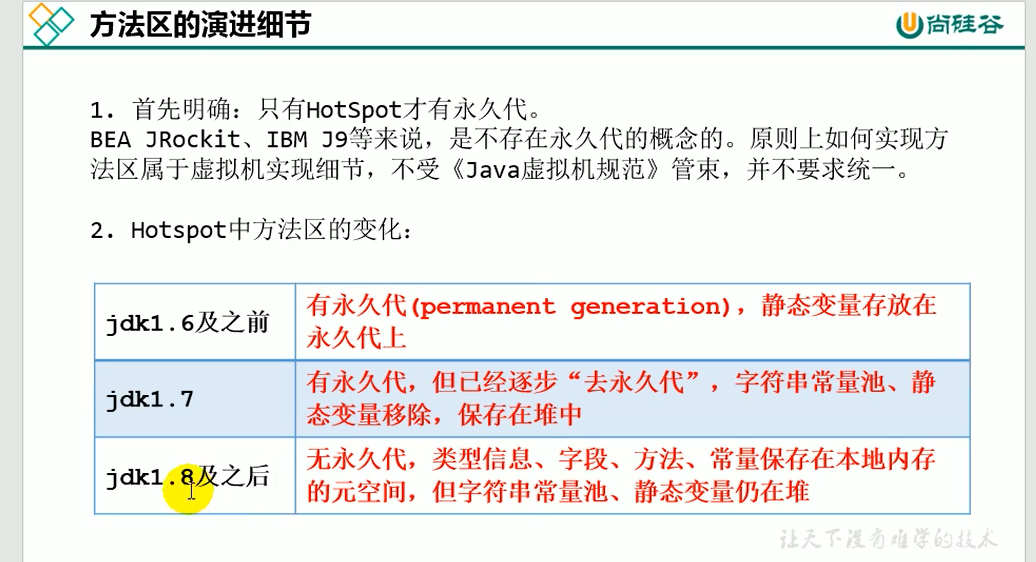 方法区的演进细节
尚硅谷
1. 首先明确：只有HotSpot才有永久代。
BEA JRockit、IBM J9等来说，是不存在永久代的概念的。原则上如何实现方
法区属于虚拟机实现细节，不受《Java虚拟机规范》管束，并不要求统一。
2. Hotspot中方法区的变化：
jdk1.6及之前
有永久代(permanent generation)，静态变量存放在
永久代上
jdk1.7
有永久代，但已经逐步“去永久代”，字符串常量池、静
态变量移除，保存在堆中
jdk1.8及之后
无永久代，类型信息、字段、方法、常量保存在本地内存
的元空间，但字符串常量池、静态变量仍在堆
让天下没有难学的技术